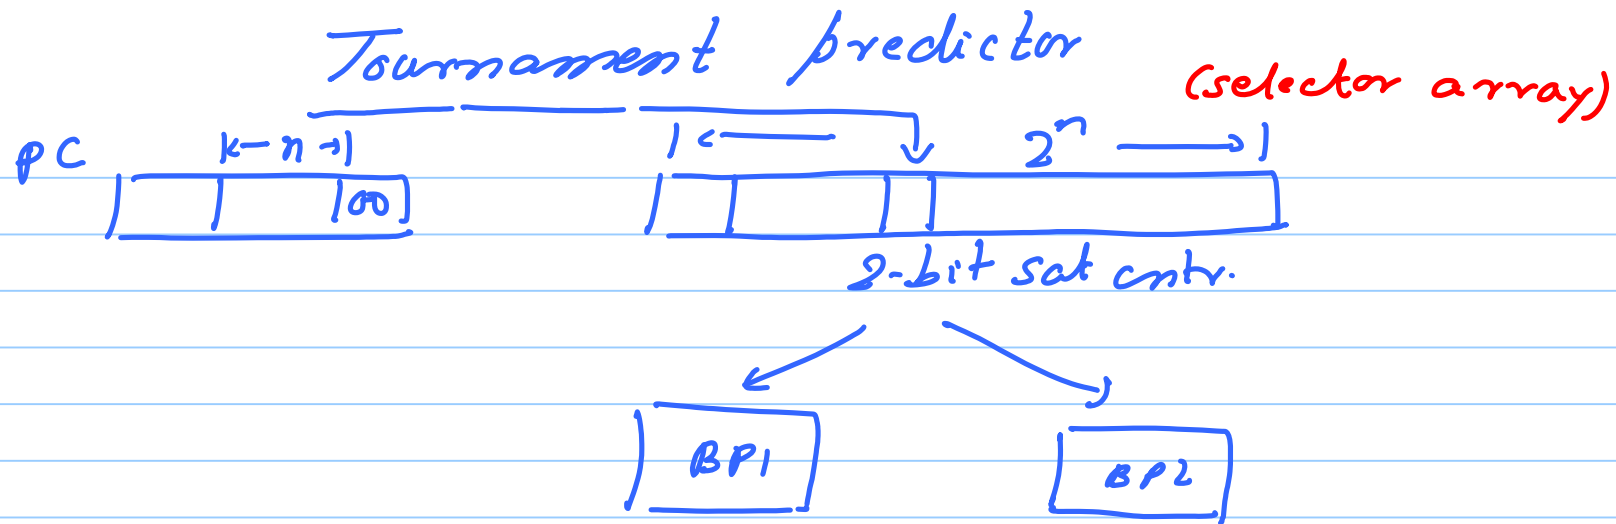 Tournament predictor
(selector array)
PC
n
2^n
00
2-bit sat cntr.
BP1
BP2